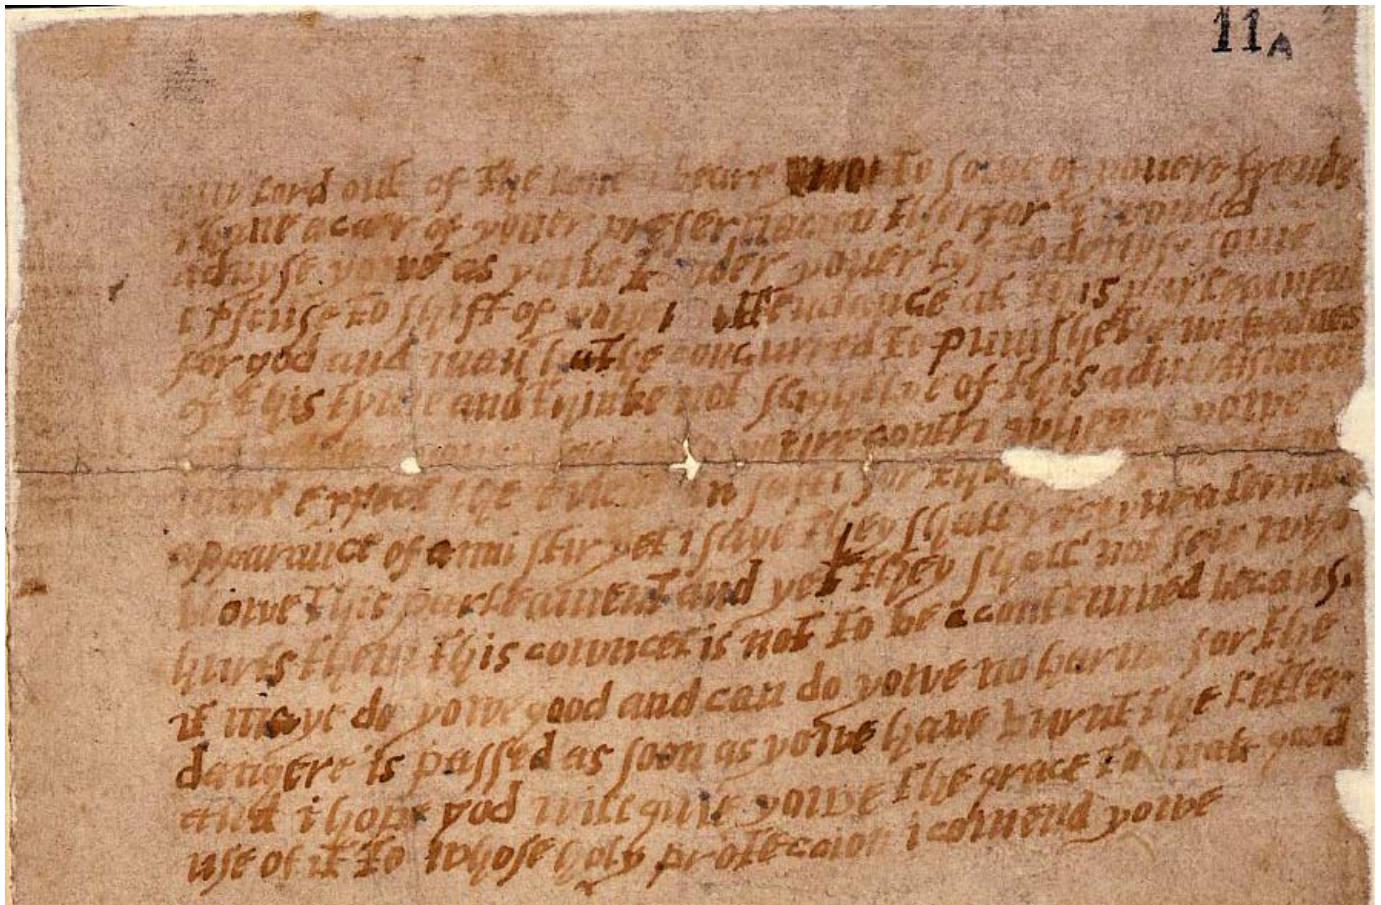 11A
my lord out of the love i beare to some of youere frends
i have a caer of youer preservacion therfor i would
advyse yowe as yowe tender youer lyf to devyse some
exscuse to shift of youer attendance at this parleament
for god and man hathe concurred to punishe the wickednes
of this tyme and thinke not slightlye of this advertisment
youre contri wheare yowe
maye expect the event in safti for
apparance of anni stir yet i saye they shall receyve a terrible
blowe this parleament and yet they shall not seie who
hurts them this cowncel is not to be acontemned because
it maye do yowe good and can do yowe no harme for the
dangere is passed as soon as yowe have burnt the letter
and i hope god will give yowe the grace to mak good
use of it to whose holy proteccion i comend yowe